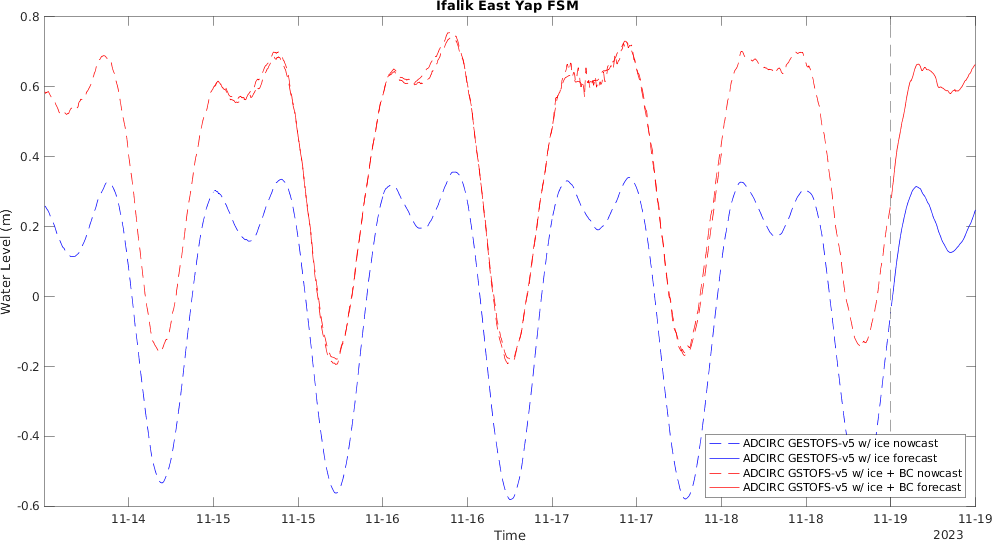 Ifalik East Yap FSM
0.8
0.6
0.4
0.2
0
-0.2
-0.4
-0.6
Water Level (m)
ADCIRC GESTOFS-v5 w/ ice nowcast
ADCIRC GESTOFS-v5 w/ ice forecast
ADCIRC GSTOFS-v5 w/ ice + BC nowcast
ADCIRC GSTOFS-v5 w/ ice + BC forecast
11-14 11-15 11-15 11-16 11-16 11-17 11-17 11-18 11-18 11-19 11-19
Time
2023